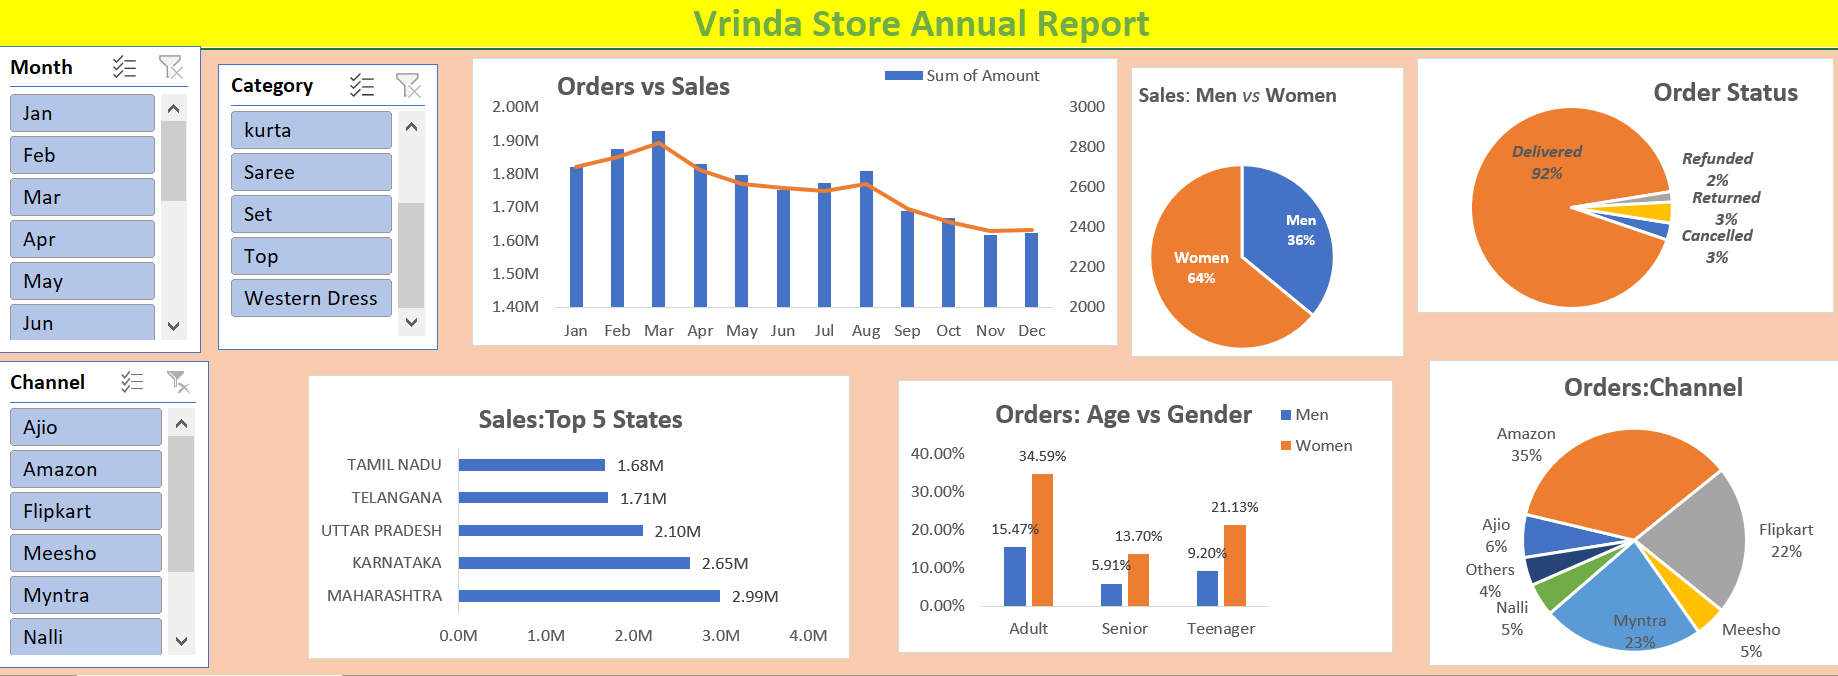 Vrinda Store Annual Report
Month
Jan
Feb
Mar
Apr
May
Jun
Category
kurta
Saree
Set
Top
Western Dress
Orders vs Sales
Sum of Amount
2.00M
1.90M
1.80M
1.70M
1.60M
1.50M
1.40M
3000
2800
2600
2400
2200
2000
Jan Feb Mar Apr May Jun Jul Aug Sep Oct Nov Dec
Sales: Men vs Women
Men
36%
Women
64%
Order Status
Delivered
92%
Refunded
2%
Returned
3%
Cancelled
3%
Channel
Ajio
Amazon
Flipkart
Meesho
Myntra
Nalli
Sales:Top 5 States
TAMIL NADU 1.68M
TELANGANA 1.71M
UTTAR PRADESH 2.10M
KARNATAKA 2.65M
MAHARASHTRA 2.99M
0.0M 1.0M 2.0M 3.0M 4.0M
Orders: Age vs Gender
Men
Women
40.00%
30.00%
20.00%
10.00%
0.00%
15.47% 34.59%
5.91% 13.70%
9.20% 21.13%
Adult Senior Teenager
Orders:Channel
Amazon
35%
Flipkart
22%
Ajio
6%
Others
4%
Nalli
5%
Myntra
23%
Meesho
5%